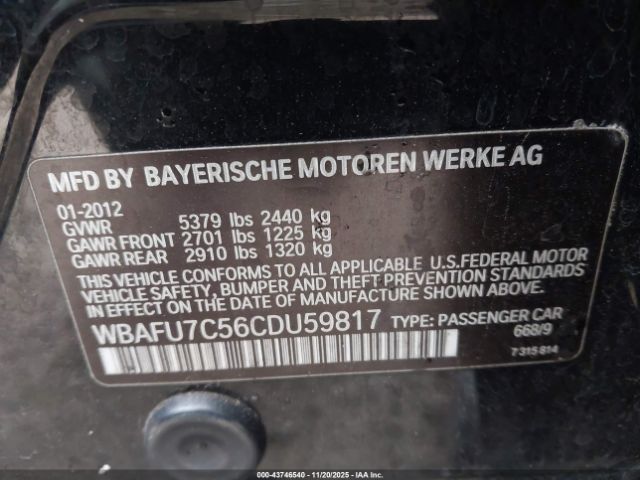 MFD BY BAYERISCHE MOTOREN WERKE AG
01-2012
GVWR 5379 lbs 2440 kg
GAWR FRONT 2701 lbs 1225 kg
GAWR REAR 2910 lbs 1320 kg
THIS VEHICLE CONFORMS TO ALL APPLICABLE U.S.FEDERAL MOTOR
VEHICLE SAFETY, BUMPER AND THEFT PREVENTION STANDARDS
IN EFFECT ON THE DATE OF MANUFACTURE SHOWN ABOVE.
WBAFU7C56CDU59817 TYPE: PASSENGER CAR
668/9
7315814
000-43746540 - 11/20/2025 - IAAI